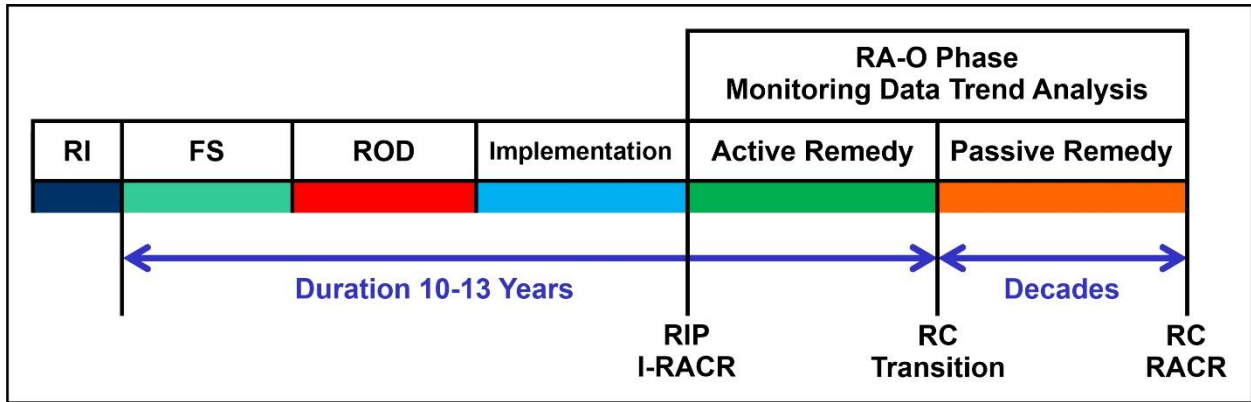 RA-O Phase
Monitoring Data Trend Analysis
RI
FS
ROD
Implementation
Active Remedy
Passive Remedy
Duration 10-13 Years
Decades
RIP
I-RACR
RC
Transition
RC
RACR